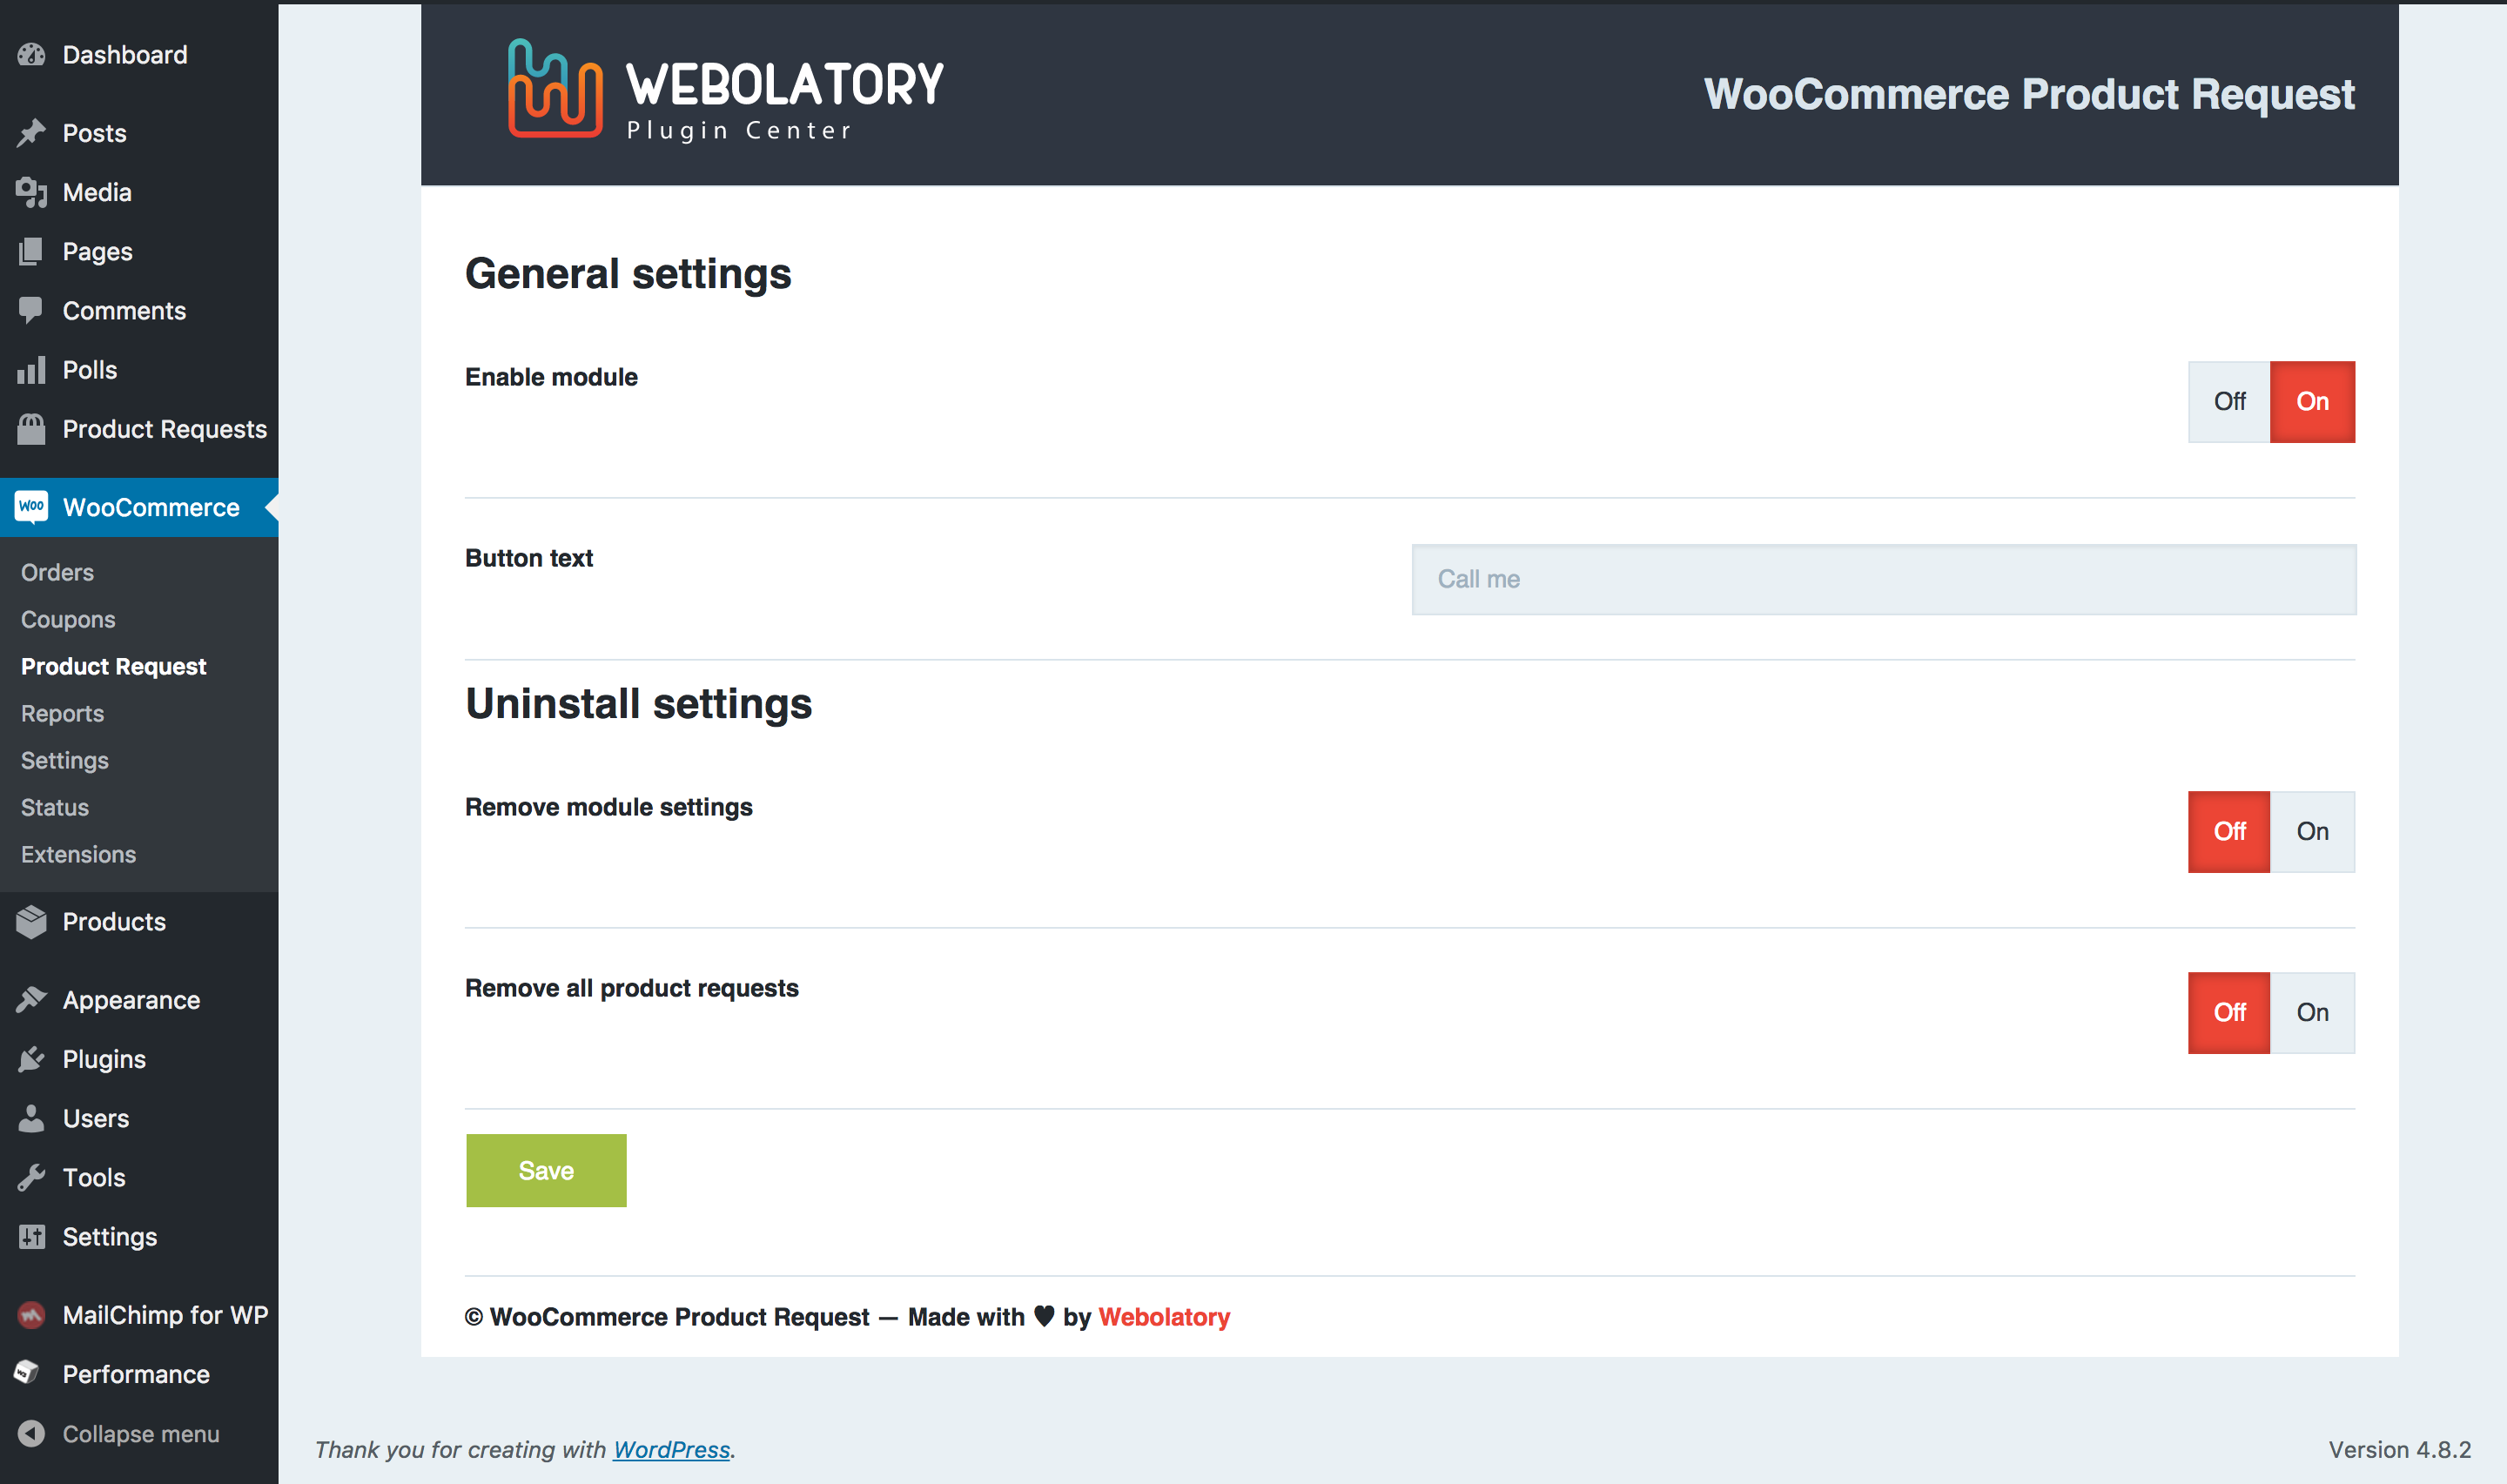 Dashboard
Posts
Media
Pages
Comments
Polls
Product Requests
WOO WooCommerce
Orders
Coupons
Product Request
Reports
Settings
Status
Extensions
Products
Appearance
Plugins
Users
Tools
Settings
MailChimp for WP
Performance
Collapse menu
WEBOLATORY
Plugin Center
WooCommerce Product Request
General settings
Enable module
Off On
Button text
Call me
Uninstall settings
Remove module settings
Off On
Remove all product requests
Off On
Save
© WooCommerce Product Request — Made with ♥ by Webolatory
Thank you for creating with WordPress.
Version 4.8.2